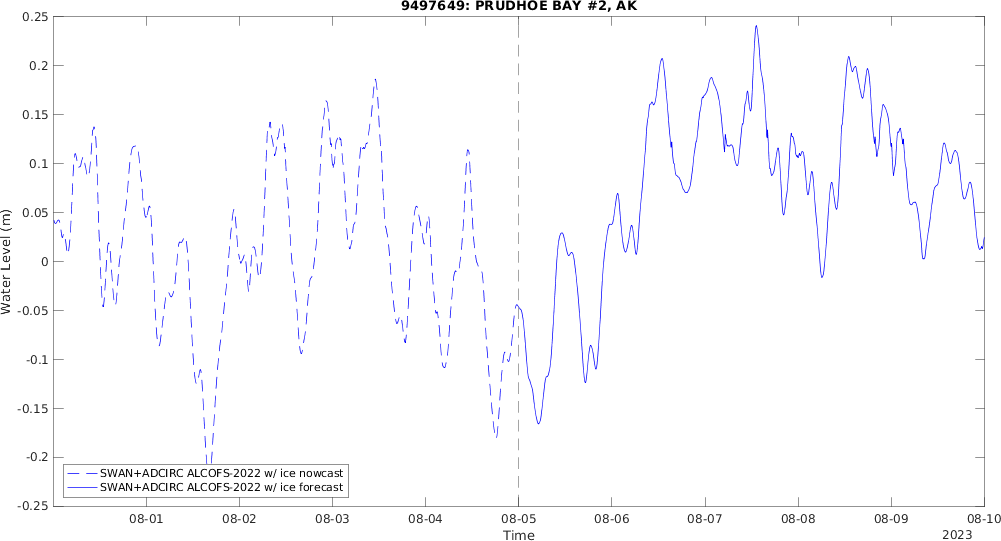 9497649: PRUDHOE BAY #2, AK
0.25
0.2
0.15
0.1
0.05
0
-0.05
-0.1
-0.15
-0.2
-0.25
Water Level (m)
SWAN+ADCIRC ALCOFS-2022 w/ ice nowcast
SWAN+ADCIRC ALCOFS-2022 w/ ice forecast
08-01 08-02 08-03 08-04 08-05 08-06 08-07 08-08 08-09 08-10
Time
2023